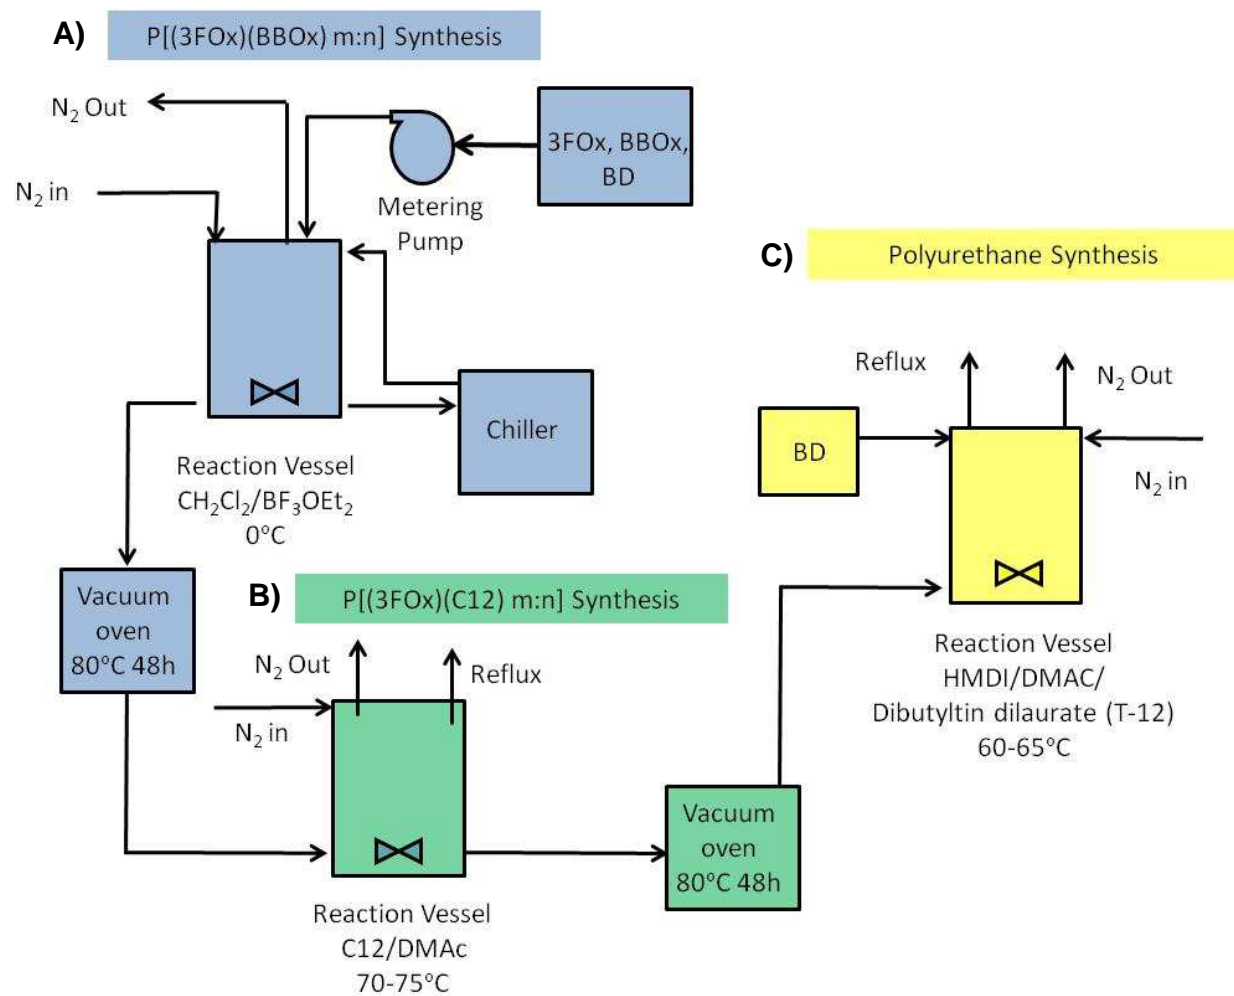 A)
P[(3FOx)(BBOx) m:n] Synthesis
N₂ Out
N₂ in
3FOx, BBOx,
BD
Metering
Pump
Chiller
Reaction Vessel
CH₂Cl₂/BF₃OEt₂
0°C
Vacuum
oven
80°C 48h
B)
P[(3FOx)(C12) m:n] Synthesis
N₂ Out
Reflux
N₂ in
Reaction Vessel
C12/DMAc
70-75°C
Vacuum
oven
80°C 48h
C)
Polyurethane Synthesis
Reflux
N₂ Out
BD
N₂ in
Reaction Vessel
HMDI/DMAC/
Dibutyltin dilaurate (T-12)
60-65°C